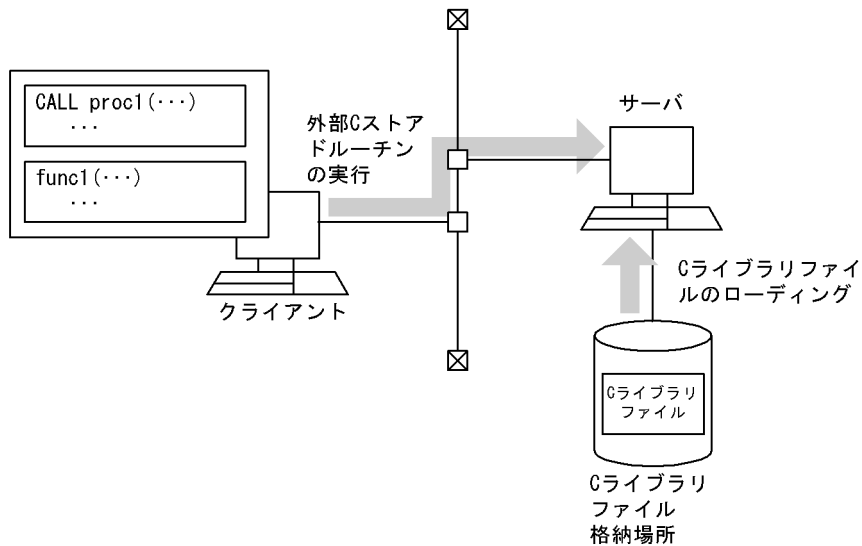 CALL proc1(···)
···
func1(···)
···
クライアント
外部Cストア
ドルーチン
の実行
サーバ
Cライブラリファイ
ルのローディング
Cライブラリ
ファイル
Cライブラリ
ファイル
格納場所